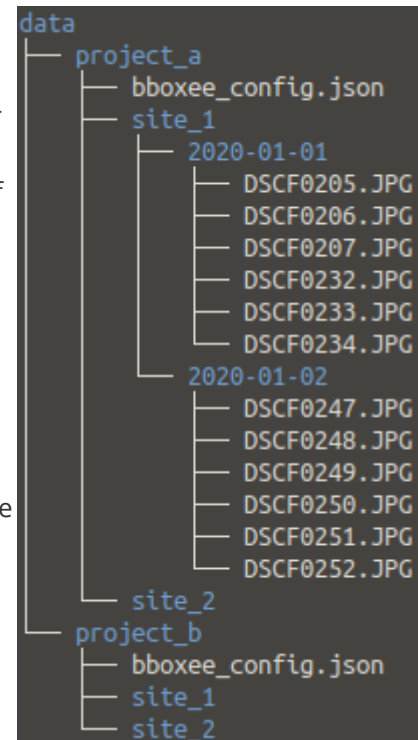 data
project_a
bboxee_config.json
site_1
2020-01-01
DSCF0205.JPG
DSCF0206.JPG
DSCF0207.JPG
DSCF0232.JPG
DSCF0233.JPG
DSCF0234.JPG
2020-01-02
DSCF0247.JPG
DSCF0248.JPG
DSCF0249.JPG
DSCF0250.JPG
DSCF0251.JPG
DSCF0252.JPG
site_2
project_b
bboxee_config.json
site_1
site_2